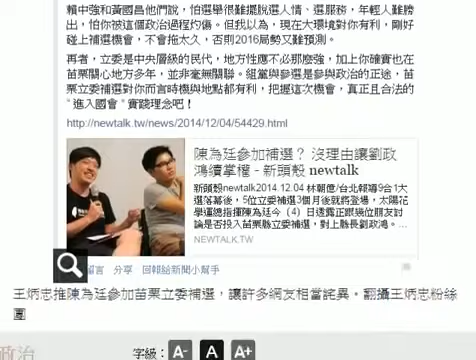 賴中強和黃國昌他們說，怕選舉很難擺脫選人情、選服務，年輕人難勝
出，怕你被這個政治過程灼傷。但我以為，現在大環境對你有利，剛好
碰上補選機會，不會拖太久，否則2016局勢又難預測。
再者，立委是中央層級的民代，地方性應不必那麼強，加上你確實也在
苗栗關心地方多年，並非毫無關聯。組黨與參選是參與政治的正途，苗
栗立委補選對你而言時機與地點都有利，把握這次機會，真正且合法的
"進入國會"實踐理念吧！
http://newtalk.tw/news/2014/12/04/54429.html
陳為廷參加補選？ 沒理由讓劉政
鴻續掌權 - 新頭殼 newtalk
新頭殼newtalk2014.12.04 林朝億/台北報導9合1大
選落幕後，5位立委補選3個月後就將登場，太陽花
學運總指揮陳為廷今（4）日透露正跟幾位朋友討
論是否投入苗栗縣立委補選，對上縣長劉政鴻。...
NEWTALK.TW
留言 分享 回報給新聞小幫手
王炳忠推陳為廷參加苗栗立委補選，讓許多網友相當詫異。翻攝王炳忠粉絲
團
政治
字級： A- A A+